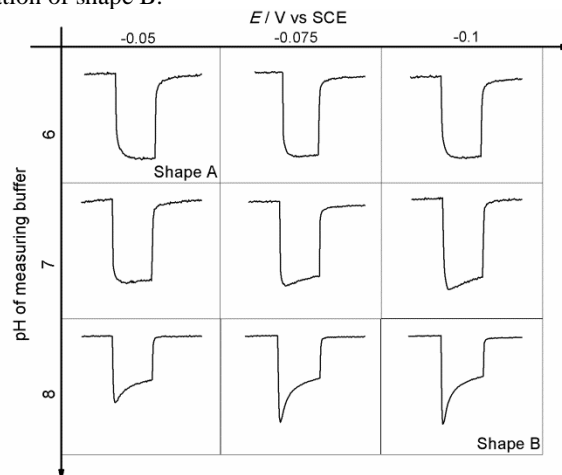 ation of shape B.
E / V vs SCE
-0.05 -0.075 -0.1
pH of measuring buffer
6
Shape A
7
8
Shape B